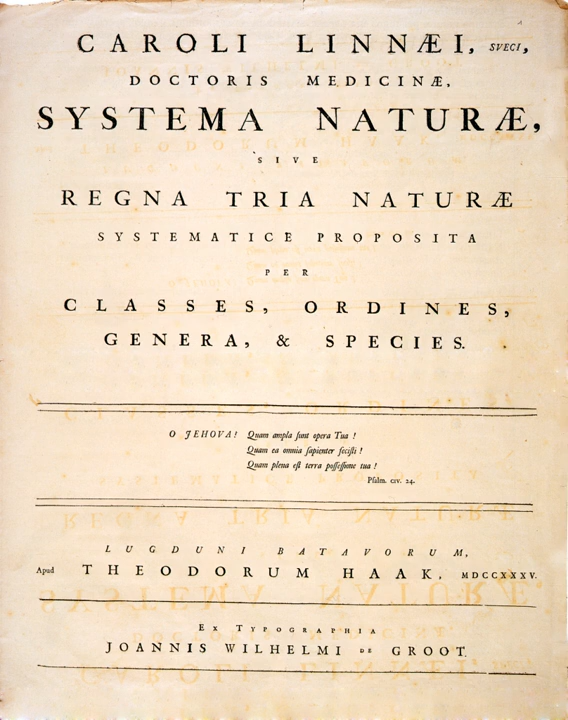 CAROLI LINNÆI, SVECI,
DOCTORIS MEDICINÆ,
SYSTEMA NATURÆ,
SIVE
REGNA TRIA NATURÆ
SYSTEMATICE PROPOSITA
PER
CLASSES, ORDINES,
GENERA, & SPECIES.
O JEHOVA! Quam ampla ſunt opera Tua !
Quam ea omnia ſapienter feciſti !
Quam plena eſt terra poſſeſſione tua !
Pſalm. civ. 24.
LUGDUNI BATAVORUM,
Apud THEODORUM HAAK, MDCCXXXV.
EX TYPOGRAPHIA
JOANNIS WILHELMI DE GROOT.